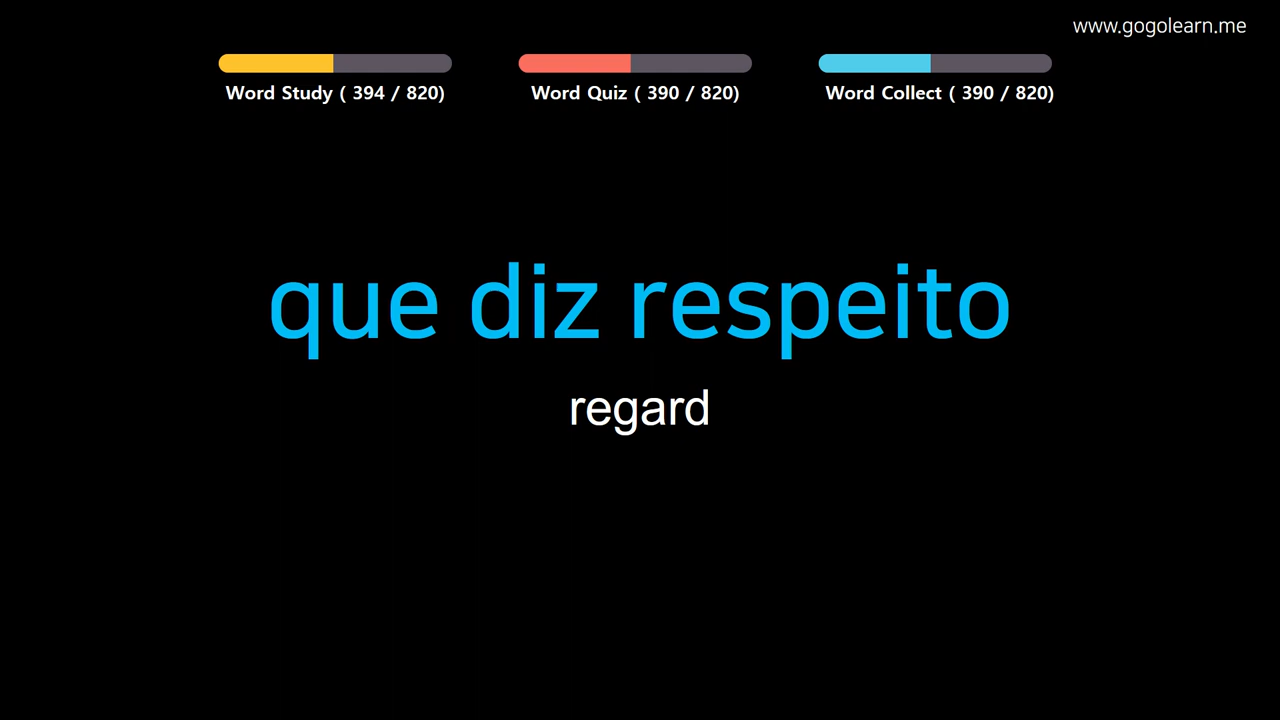 www.gogolearn.me
Word Study ( 394 / 820)
Word Quiz ( 390 / 820)
Word Collect ( 390 / 820)
que diz respeito
regard